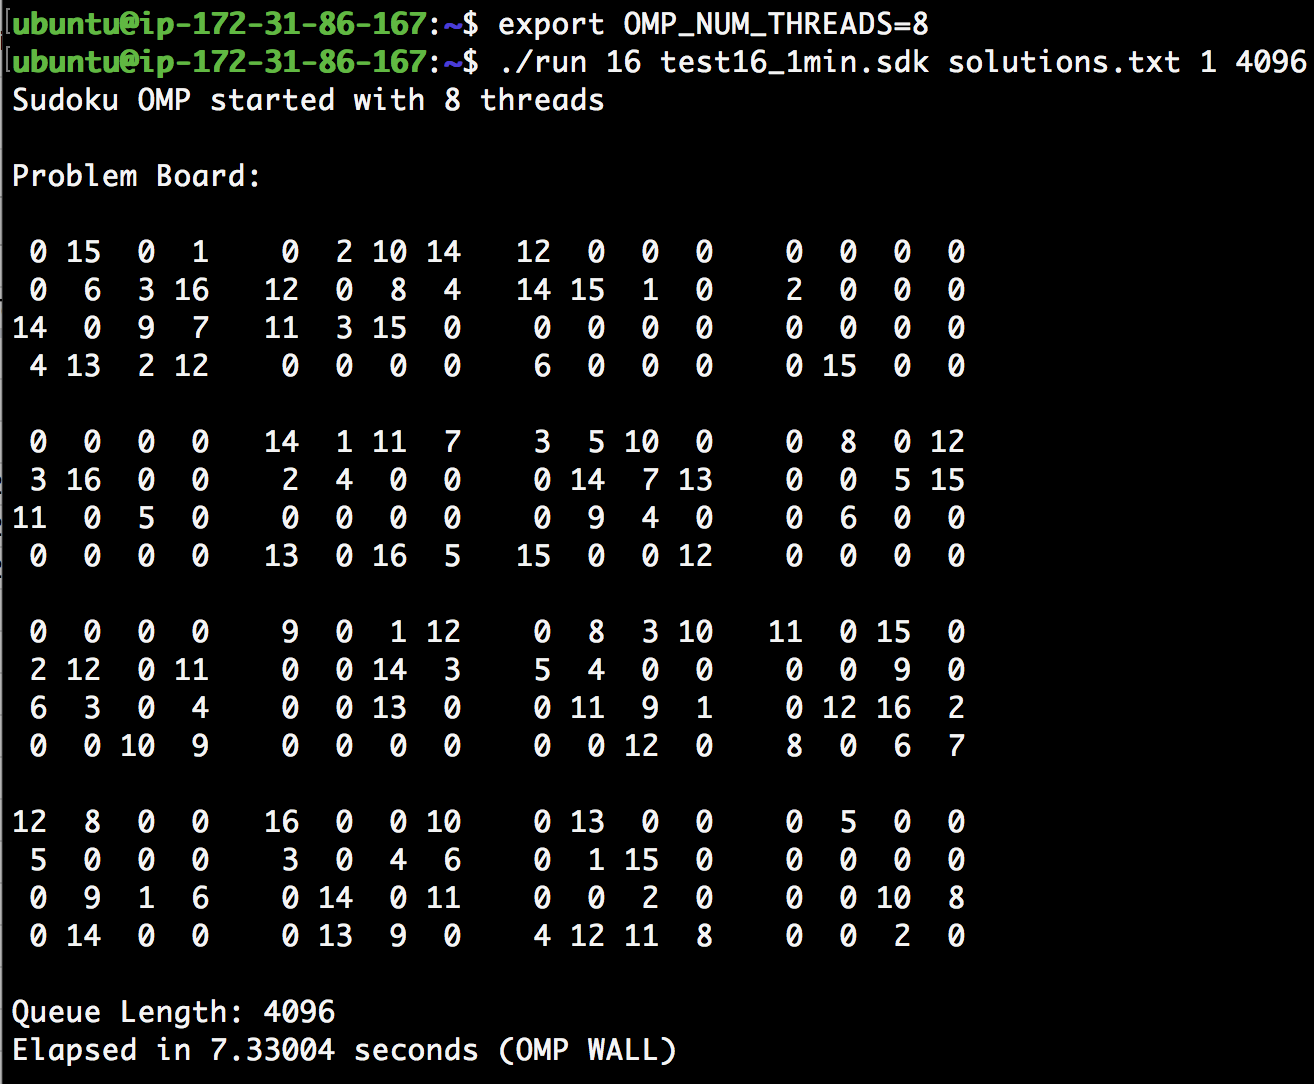 ubuntu@ip-172-31-86-167:~$ export OMP_NUM_THREADS=8
ubuntu@ip-172-31-86-167:~$ ./run 16 test16_1min.sdk solutions.txt 1 4096
Sudoku OMP started with 8 threads
Problem Board:
0 15 0 1 0 2 10 14 12 0 0 0 0 0 0 0
0 6 3 16 12 0 8 4 14 15 1 0 2 0 0 0
14 0 9 7 11 3 15 0 0 0 0 0 0 0 0 0
4 13 2 12 0 0 0 0 6 0 0 0 0 15 0 0
0 0 0 0 14 1 11 7 3 5 10 0 0 8 0 12
3 16 0 0 2 4 0 0 0 14 7 13 0 0 5 15
11 0 5 0 0 0 0 0 0 9 4 0 0 6 0 0
0 0 0 0 13 0 16 5 15 0 0 12 0 0 0 0
0 0 0 0 9 0 1 12 0 8 3 10 11 0 15 0
2 12 0 11 0 0 14 3 5 4 0 0 0 0 9 0
6 3 0 4 0 0 13 0 0 11 9 1 0 12 16 2
0 0 10 9 0 0 0 0 0 0 12 0 8 0 6 7
12 8 0 0 16 0 0 10 0 13 0 0 0 5 0 0
5 0 0 0 3 0 4 6 0 1 15 0 0 0 0 0
0 9 1 6 0 14 0 11 0 0 2 0 0 0 10 8
0 14 0 0 0 13 9 0 4 12 11 8 0 0 2 0
Queue Length: 4096
Elapsed in 7.33004 seconds (OMP WALL)